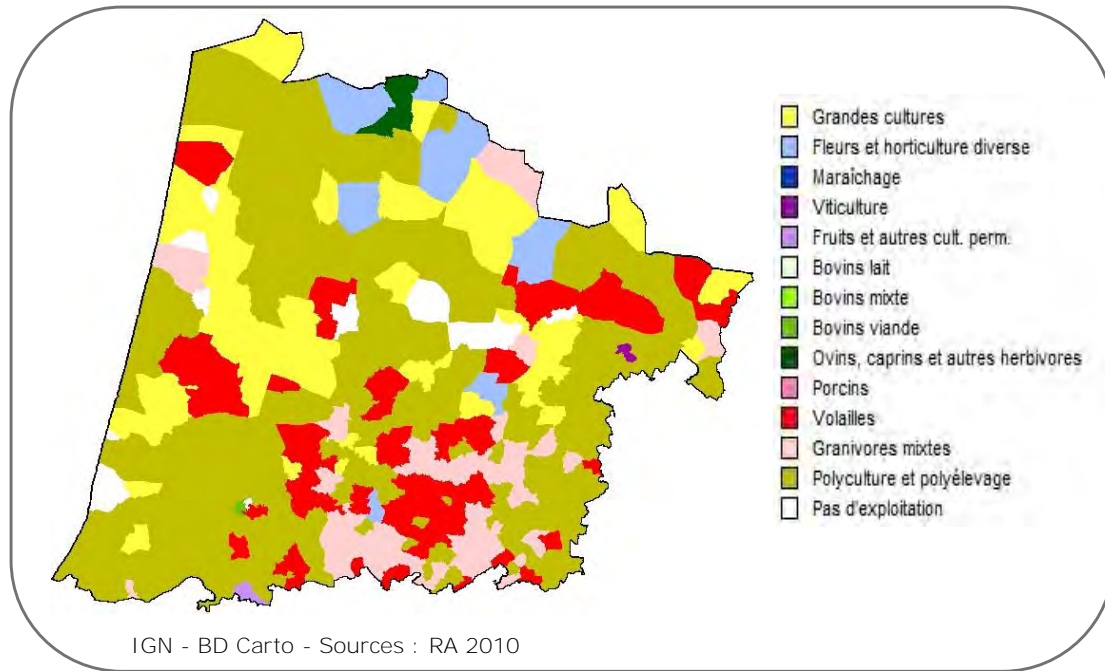 Grandes cultures
Fleurs et horticulture diverse
Maraîchage
Viticulture
Fruits et autres cult. perm.
Bovins lait
Bovins mixte
Bovins viande
Ovins, caprins et autres herbivores
Porcins
Volailles
Granivores mixtes
Polyculture et polyélevage
Pas d'exploitation
IGN - BD Carto - Sources : RA 2010